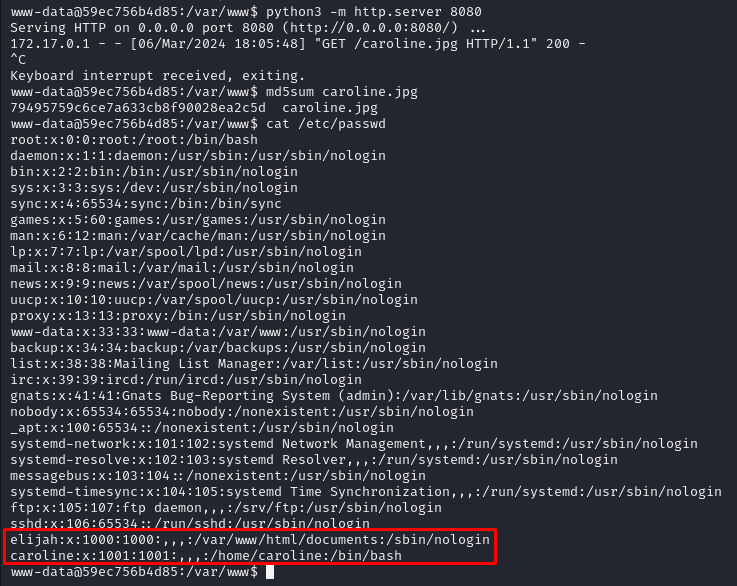 www-data@59ec756b4d85:/var/www$ python3 -m http.server 8080
Serving HTTP on 0.0.0.0 port 8080 (http://0.0.0.0:8080/) ...
172.17.0.1 - - [06/Mar/2024 18:05:48] "GET /caroline.jpg HTTP/1.1" 200 -
^C
Keyboard interrupt received, exiting.
www-data@59ec756b4d85:/var/www$ md5sum caroline.jpg
79495759c6ce7a633cb8f90028ea2c5d  caroline.jpg
www-data@59ec756b4d85:/var/www$ cat /etc/passwd
root:x:0:0:root:/root:/bin/bash
daemon:x:1:1:daemon:/usr/sbin:/usr/sbin/nologin
bin:x:2:2:bin:/bin:/usr/sbin/nologin
sys:x:3:3:sys:/dev:/usr/sbin/nologin
sync:x:4:65534:sync:/bin:/bin/sync
games:x:5:60:games:/usr/games:/usr/sbin/nologin
man:x:6:12:man:/var/cache/man:/usr/sbin/nologin
lp:x:7:7:lp:/var/spool/lpd:/usr/sbin/nologin
mail:x:8:8:mail:/var/mail:/usr/sbin/nologin
news:x:9:9:news:/var/spool/news:/usr/sbin/nologin
uucp:x:10:10:uucp:/var/spool/uucp:/usr/sbin/nologin
proxy:x:13:13:proxy:/bin:/usr/sbin/nologin
www-data:x:33:33:www-data:/var/www:/usr/sbin/nologin
backup:x:34:34:backup:/var/backups:/usr/sbin/nologin
list:x:38:38:Mailing List Manager:/var/list:/usr/sbin/nologin
irc:x:39:39:ircd:/run/ircd:/usr/sbin/nologin
gnats:x:41:41:Gnats Bug-Reporting System (admin):/var/lib/gnats:/usr/sbin/nologin
nobody:x:65534:65534:nobody:/nonexistent:/usr/sbin/nologin
_apt:x:100:65534::/nonexistent:/usr/sbin/nologin
systemd-network:x:101:102:systemd Network Management,,,:/run/systemd:/usr/sbin/nologin
systemd-resolve:x:102:103:systemd Resolver,,,:/run/systemd:/usr/sbin/nologin
messagebus:x:103:104::/nonexistent:/usr/sbin/nologin
systemd-timesync:x:104:105:systemd Time Synchronization,,,:/run/systemd:/usr/sbin/nologin
ftp:x:105:107:ftp daemon,,,:/srv/ftp:/usr/sbin/nologin
sshd:x:106:65534::/run/sshd:/usr/sbin/nologin
elijah:x:1000:1000:,,,:/var/www/html/documents:/sbin/nologin
caroline:x:1001:1001:,,,:/home/caroline:/bin/bash
www-data@59ec756b4d85:/var/www$